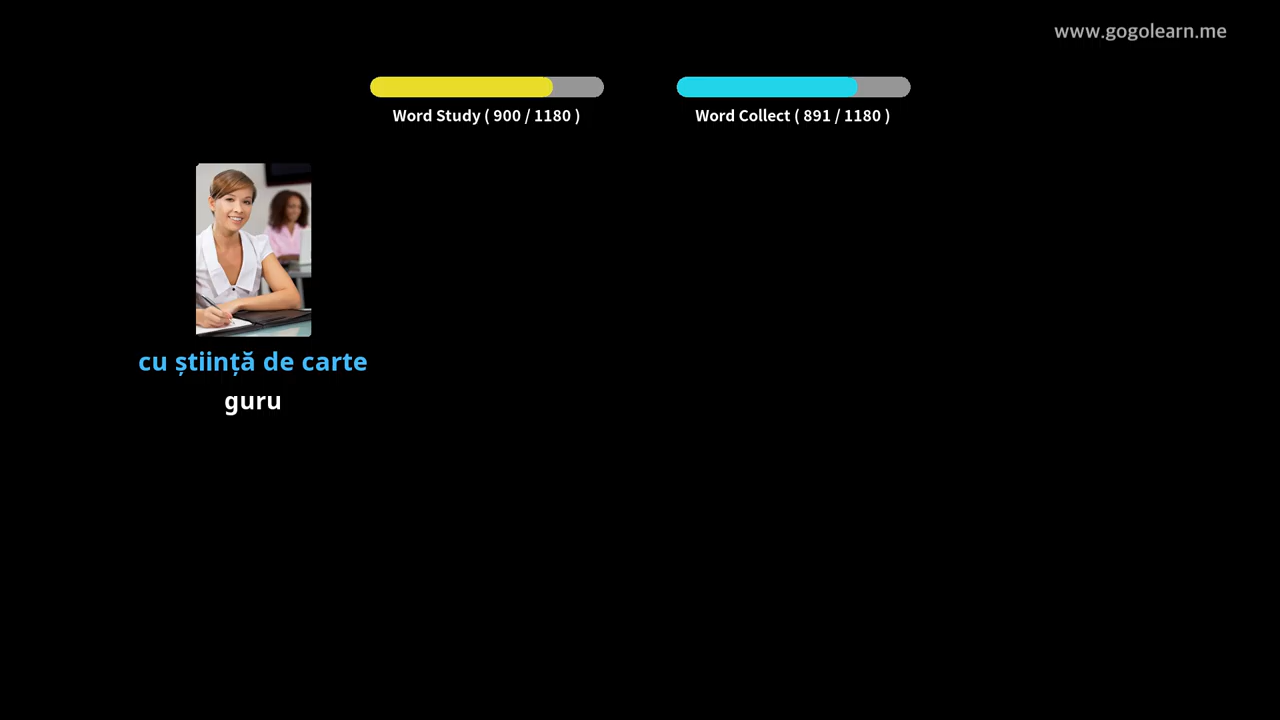 www.gogolearn.me
Word Study ( 900 / 1180 )
Word Collect ( 891 / 1180 )
cu știință de carte
guru